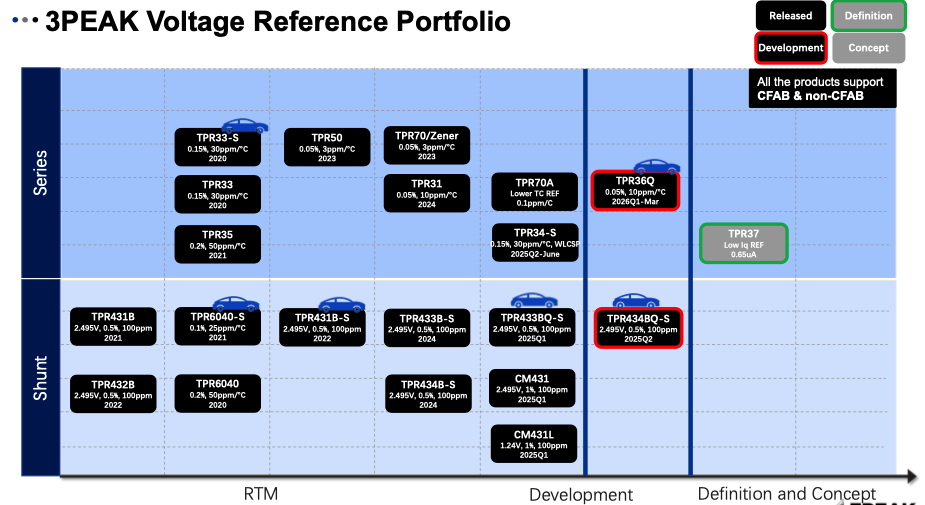 3PEAK Voltage Reference Portfolio
Released
Definition
Development
Concept
All the products support
CFAB & non-CFAB
Series
TPR33-S
0.15%, 30ppm/°C
2020
TPR50
0.05%, 3ppm/°C
2023
TPR70/Zener
0.05%, 3ppm/°C
2023
TPR33
0.15%, 30ppm/°C
2020
TPR31
0.05%, 10ppm/°C
2024
TPR70A
Lower TC REF
0.1ppm/C
TPR36Q
0.05%, 10ppm/°C
2026Q1-Mar
TPR35
0.2%, 50ppm/°C
2021
TPR34-S
0.15%, 30ppm/°C, WLCSP
2025Q2-June
TPR37
Low Iq REF
0.65uA
Shunt
TPR431B
2.495V, 0.5%, 100ppm
2021
TPR6040-S
0.1%, 25ppm/°C
2021
TPR431B-S
2.495V, 0.5%, 100ppm
2022
TPR433B-S
2.495V, 0.5%, 100ppm
2024
TPR433BQ-S
2.495V, 0.5%, 100ppm
2025Q1
TPR434BQ-S
2.495V, 0.5%, 100ppm
2025Q2
TPR432B
2.495V, 0.5%, 100ppm
2022
TPR6040
0.2%, 50ppm/°C
2020
TPR434B-S
2.495V, 0.5%, 100ppm
2024
CM431
2.495V, 1%, 100ppm
2025Q1
CM431L
1.24V, 1%, 100ppm
2025Q1
RTM
Development
Definition and Concept
3PEAK